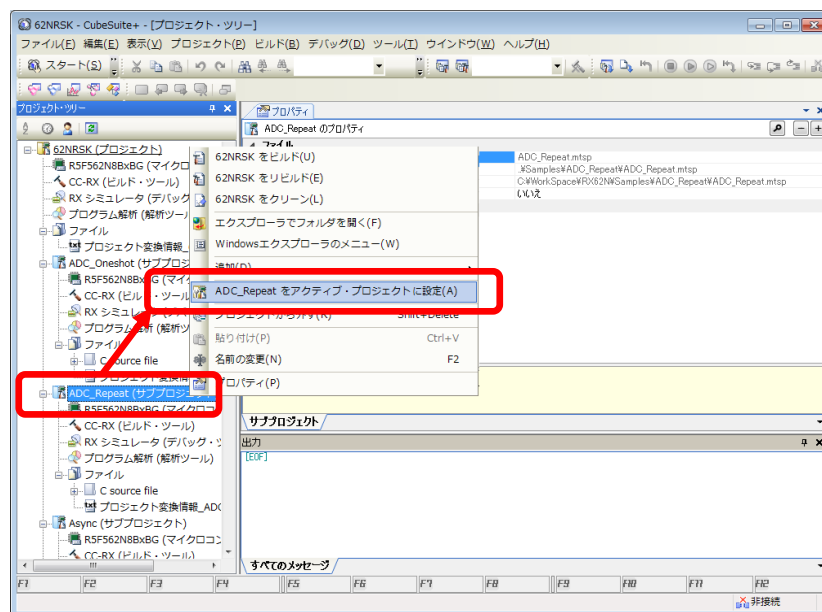 62NRSK - CubeSuite+ - [プロジェクト・ツリー]
ファイル(F) 編集(E) 表示(V) プロジェクト(P) ビルド(B) デバッグ(D) ツール(T) ウインドウ(W) ヘルプ(H)
スタート(S)
プロジェクト・ツリー
プロパティ
ADC_Repeat のプロパティ
62NRSK (プロジェクト)
R5F562N8BxBG (マイクロ
CC-RX (ビルド・ツール)
RX シミュレータ (デバッグ
プログラム解析 (解析ツー
ファイル
プロジェクト変換情報_
ADC_Oneshot (サブプロジ
R5F562N8BxBG (マイク
CC-RX (ビルド・ツール
RX シミュレ
プログラム解析 (解析ツ
ファイル
C source file
プロジェクト変換情
ADC_Repeat (サブプロジェ
R5F562N8BxBG (マイクロコ
CC-RX (ビルド・ツール)
RX シミュレータ (デバッグ・ツ
プログラム解析 (解析ツール)
ファイル
C source file
プロジェクト変換情報_ADC
Async (サブプロジェクト)
R5F562N8BxBG (マイクロコン
CC-RX (ビルド・ツール)
62NRSK をビルド(U)
62NRSK をリビルド(E)
62NRSK をクリーン(L)
エクスプローラでフォルダを開く(F)
Windowsエクスプローラのメニュー(W)
追加(D)
ADC_Repeat をアクティブ・プロジェクトに設定(A)
プロジェクトから外す(R) Shift+Delete
貼り付け(P) Ctrl+V
名前の変更(N) F2
プロパティ(P)
ファイル
ADC_Repeat.mtsp
.¥Samples¥ADC_Repeat¥ADC_Repeat.mtsp
C:¥WorkSpace¥RX62N¥Samples¥ADC_Repeat¥ADC_Repeat.mtsp
いいえ
サブプロジェクト
出力
[EOF]
すべてのメッセージ
F1 F2 F3 F4 F5 F6 F7 F8 F9 F10 F11 F12
非接続